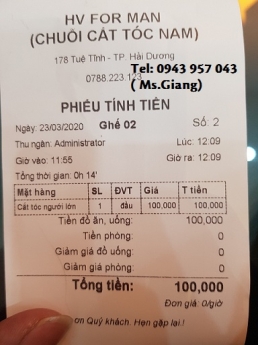 HV FOR MAN
(CHUỖI CẮT TÓC NAM)
178 Tuệ Tĩnh - TP. Hải Dương
0788.223.123
Tel: 0943 957 043
( Ms.Giang)
PHIẾU TÍNH TIỀN
Ngày: 23/03/2020 Ghế 02 Số: 2
Thu ngân: Administrator Lúc: 12:09
Giờ vào: 11:55 Giờ ra: 12:09
Tổng thời gian: 0h 14'
Mặt hàng SL ĐVT Giá T tiền
Cắt tóc người lớn 1 đầu 100,000 100,000
Tiền đồ ăn, uống: 100,000
Tiền phòng: 0
Giảm giá đồ uống: 0
Giảm giá phòng: 0
Tổng tiền: 100,000
Đơn giá: 0/giờ
ơn Quý khách. Hẹn gặp lại !